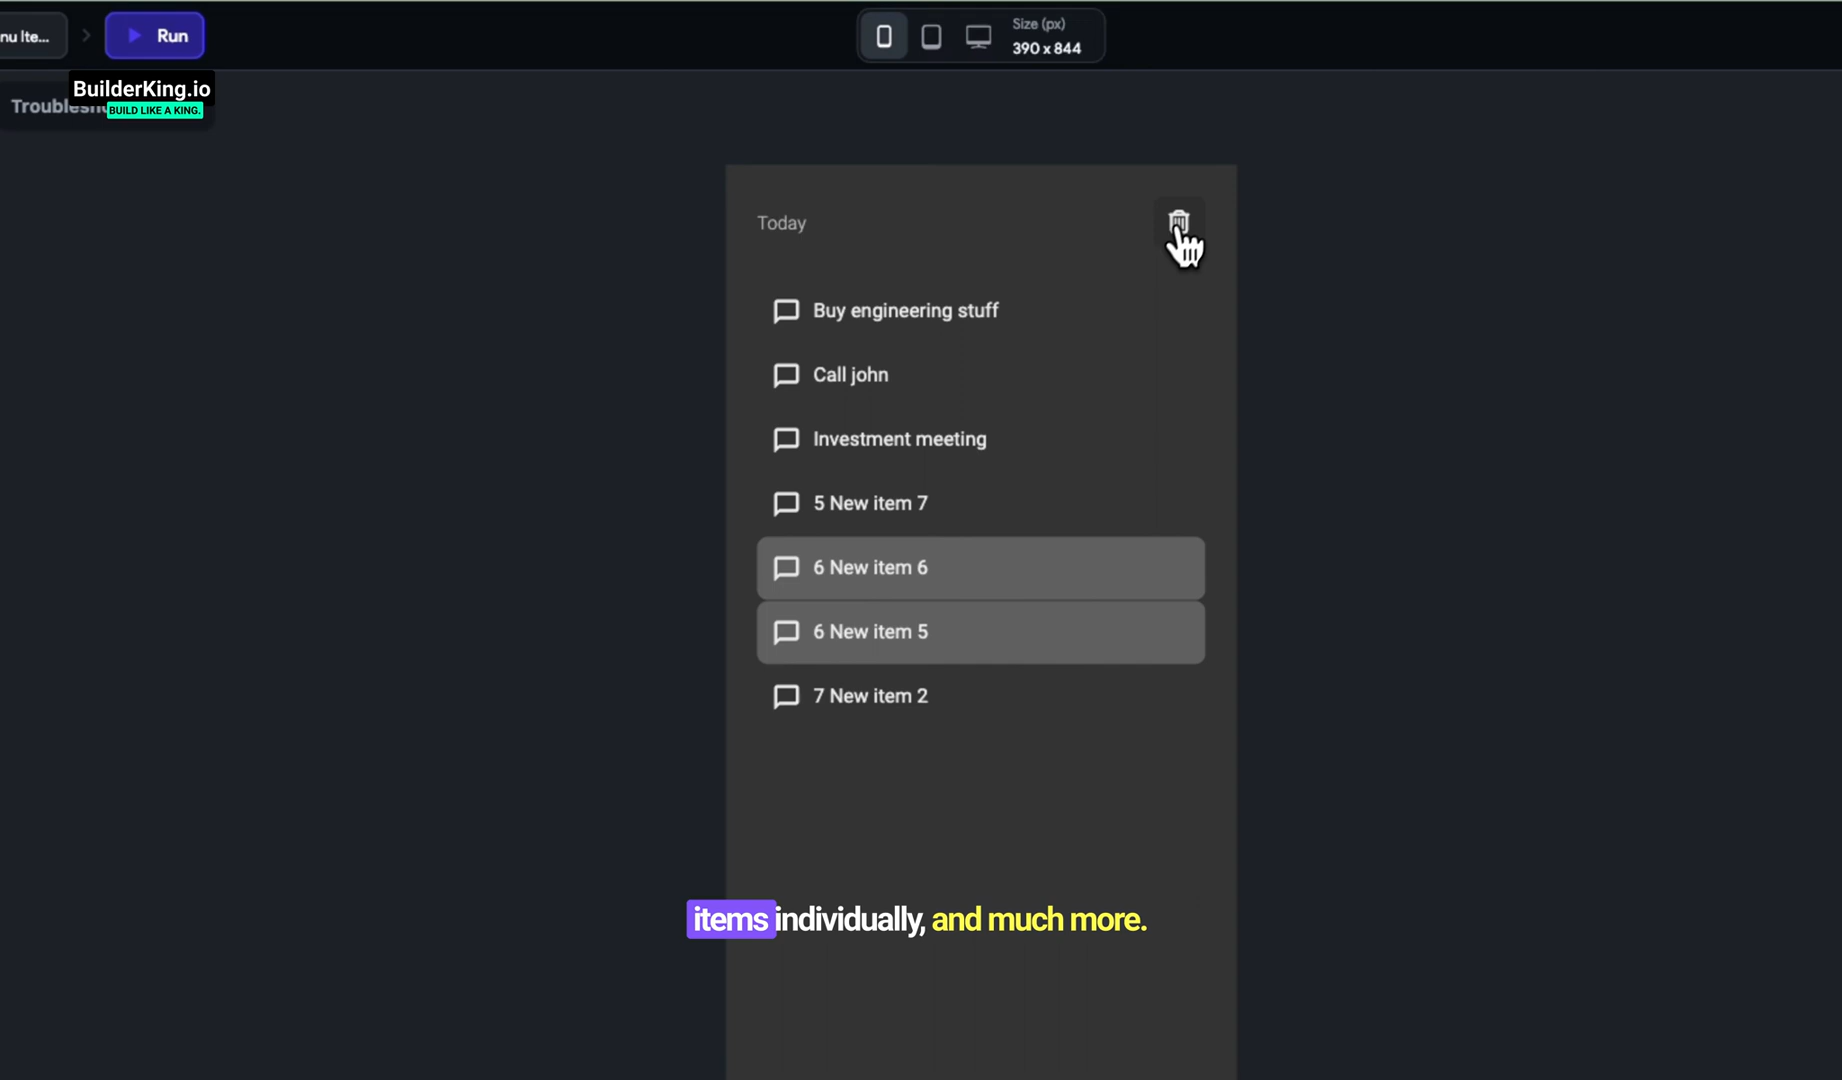 nu Ite...
Run
Size (px)
390 x 844
BuilderKing.io
BUILD LIKE A KING.
Today
Buy engineering stuff
Call john
Investment meeting
5 New item 7
6 New item 6
6 New item 5
7 New item 2
items individually, and much more.